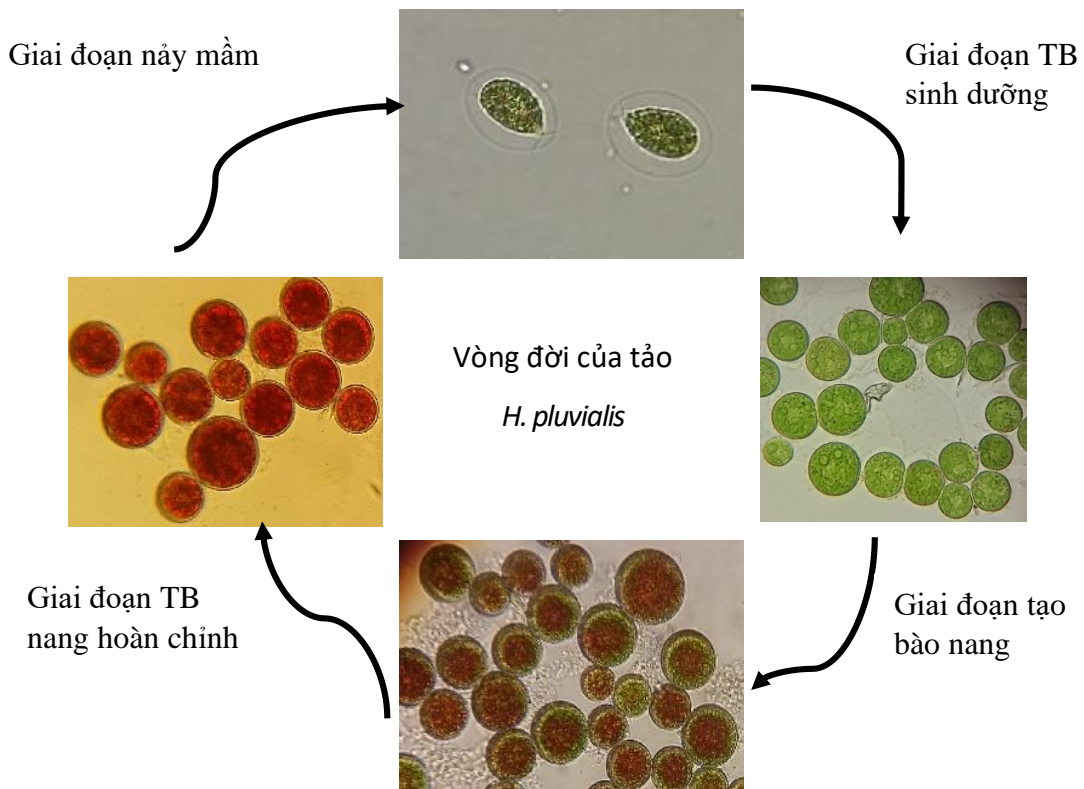 Giai đoạn nảy mầm
Giai đoạn TB
sinh dưỡng
Vòng đời của tảo
H. pluvialis
Giai đoạn TB
nang hoàn chỉnh
Giai đoạn tạo
bào nang